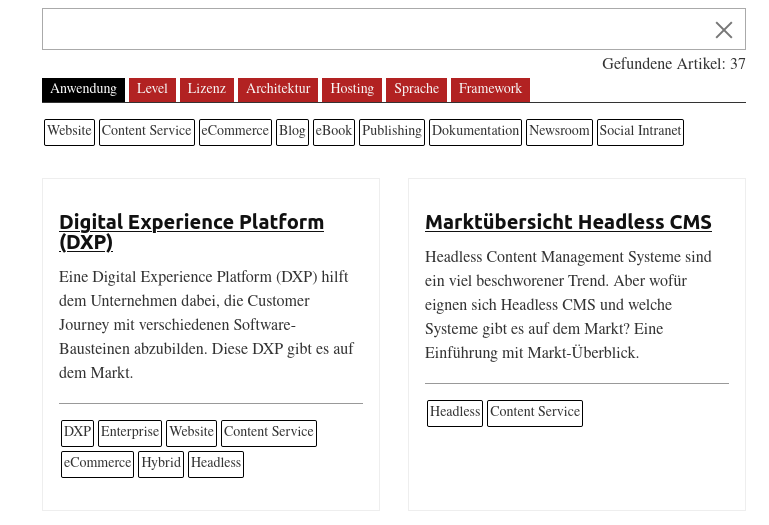 Gefundene Artikel: 37
Anwendung Level Lizenz Architektur Hosting Sprache Framework
Website Content Service eCommerce Blog eBook Publishing Dokumentation Newsroom Social Intranet
Digital Experience Platform
(DXP)
Eine Digital Experience Platform (DXP) hilft
dem Unternehmen dabei, die Customer
Journey mit verschiedenen Software-
Bausteinen abzubilden. Diese DXP gibt es auf
dem Markt.
DXP Enterprise Website Content Service
eCommerce Hybrid Headless
Marktübersicht Headless CMS
Headless Content Management Systeme sind
ein viel beschworener Trend. Aber wofür
eignen sich Headless CMS und welche
Systeme gibt es auf dem Markt? Eine
Einführung mit Markt-Überblick.
Headless Content Service